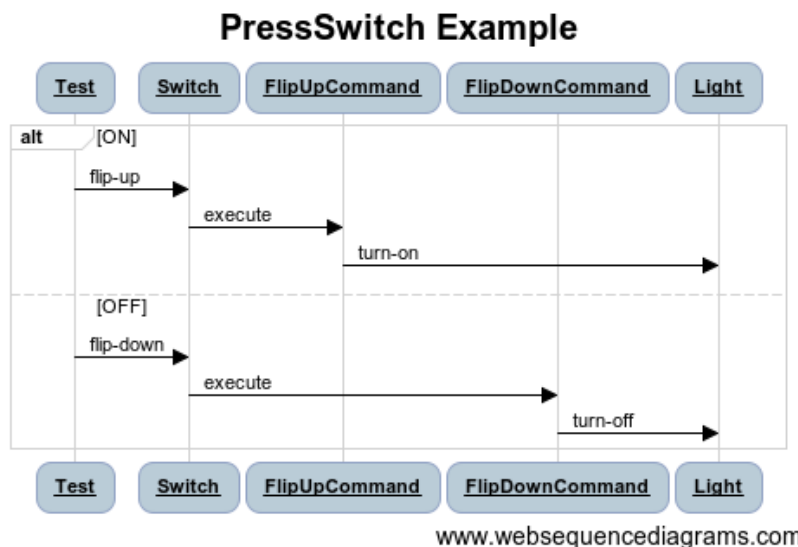 PressSwitch Example
Test Switch FlipUpCommand FlipDownCommand Light
alt [ON]
flip-up
execute
turn-on
[OFF]
flip-down
execute
turn-off
Test Switch FlipUpCommand FlipDownCommand Light
www.websequencediagrams.com